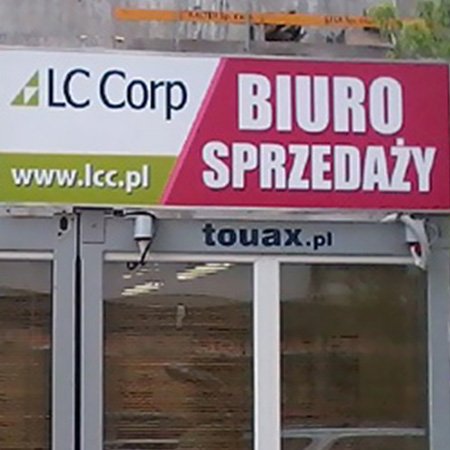 LC Corp
www.lcc.pl
BIURO
SPRZEDAŻY
touax.pl